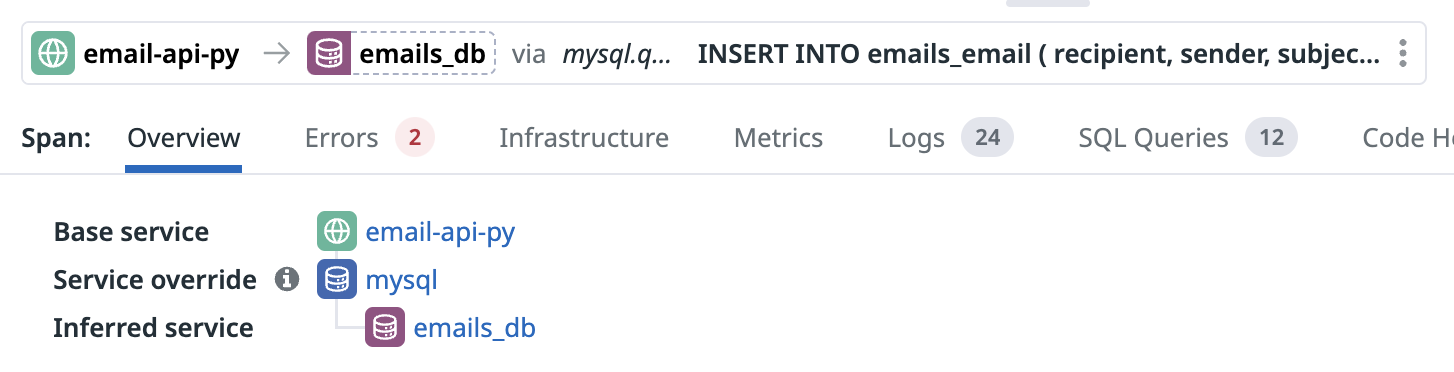 email-api-py → emails_db via mysql.q... INSERT INTO emails_email ( recipient, sender, subjec...
Span: Overview Errors 2 Infrastructure Metrics Logs 24 SQL Queries 12 Code H
Base service email-api-py
Service override mysql
Inferred service emails_db